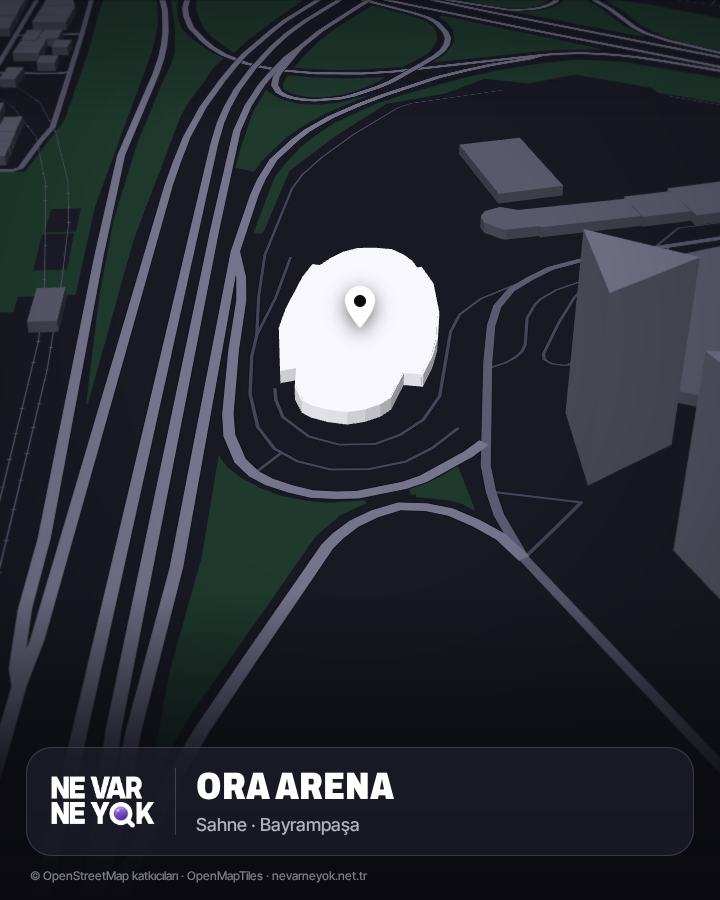 NE VAR
NE YOK
ORA ARENA
Sahne · Bayrampaşa
© OpenStreetMap katkıcıları · OpenMapTiles · nevarneyok.net.tr